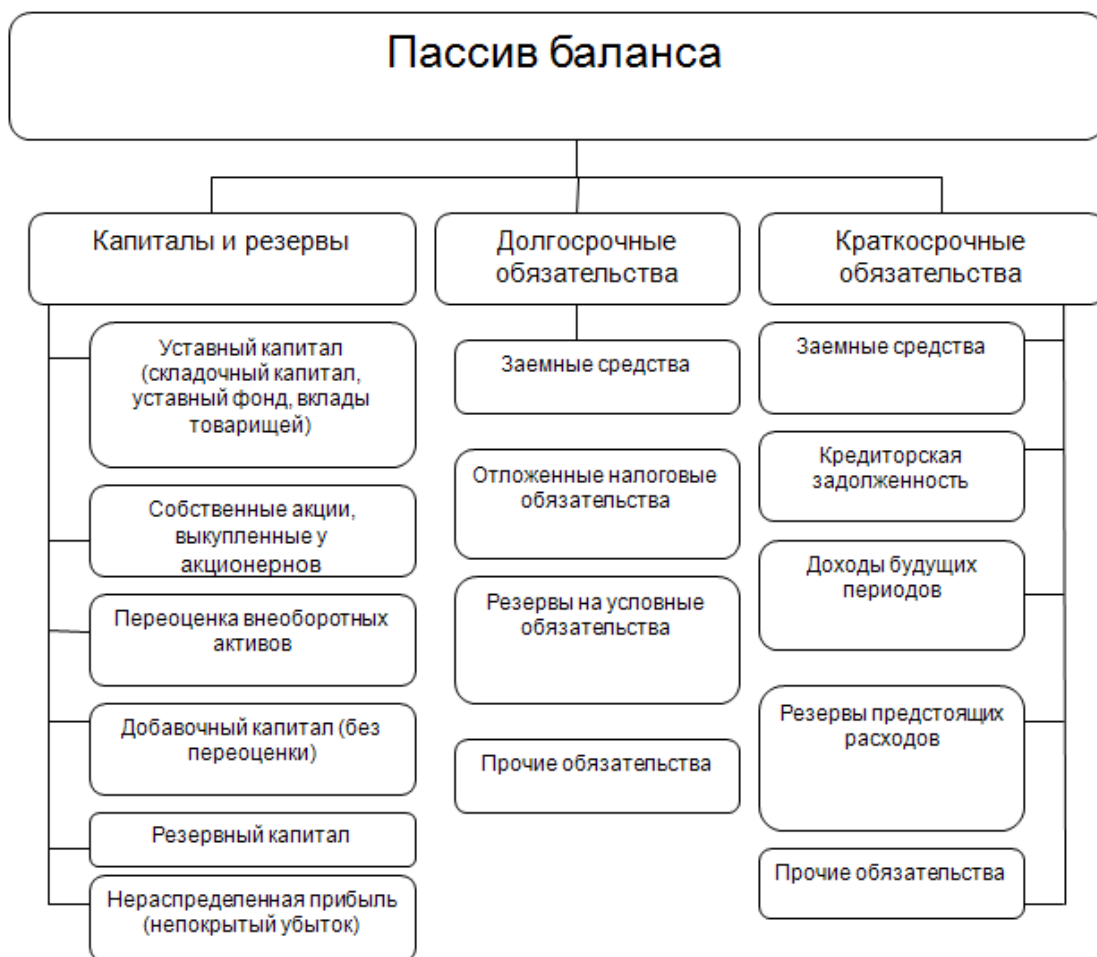 Пассив баланса
Капиталы и резервы
Уставный капитал
(складочный капитал,
уставный фонд, вклады
товарищей)
Собственные акции,
выкупленные у
акционернов
Переоценка внеоборотных
активов
Добавочный капитал (без
переоценки)
Резервный капитал
Нераспределенная прибыль
(непокрытый убыток)
Долгосрочные
обязательства
Заемные средства
Отложенные налоговые
обязательства
Резервы на условные
обязательства
Прочие обязательства
Краткосрочные
обязательства
Заемные средства
Кредиторская
задолженность
Доходы будущих
периодов
Резервы предстоящих
расходов
Прочие обязательства